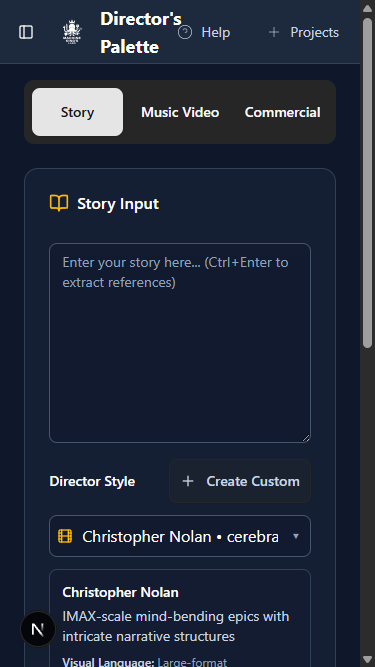 Director's
Palette
Help
Projects
Story
Music Video
Commercial
Story Input
Enter your story here... (Ctrl+Enter to
extract references)
Director Style
Create Custom
Christopher Nolan • cerebra
Christopher Nolan
IMAX-scale mind-bending epics with
intricate narrative structures
N
Visual Language: Large-format